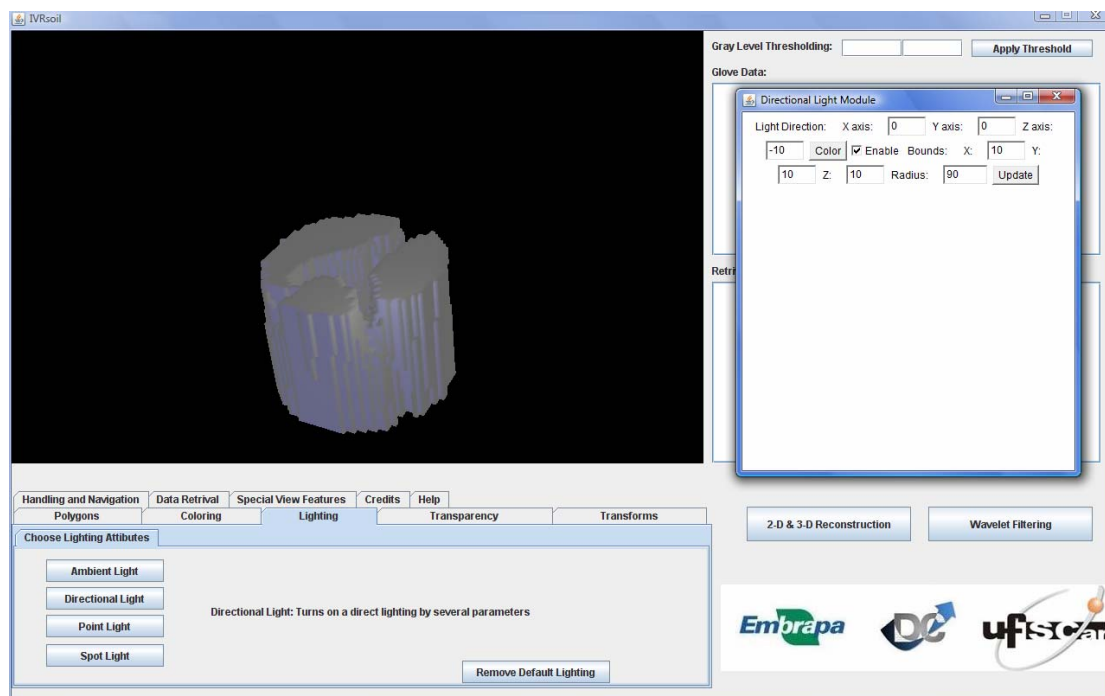 IVRsoil
Gray Level Thresholding: Apply Threshold
Glove Data:
Directional Light Module
Light Direction: X axis: 0 Y axis: 0 Z axis:
-10 Color Enable Bounds: X: 10 Y:
10 Z: 10 Radius: 90 Update
Retri
Handling and Navigation Data Retrival Special View Features Credits Help
Polygons Coloring Lighting Transparency Transforms
Choose Lighting Attibutes
Ambient Light
Directional Light
Point Light
Spot Light
Directional Light: Turns on a direct lighting by several parameters
Remove Default Lighting
2-D & 3-D Reconstruction Wavelet Filtering
Embrapa DC ufscar